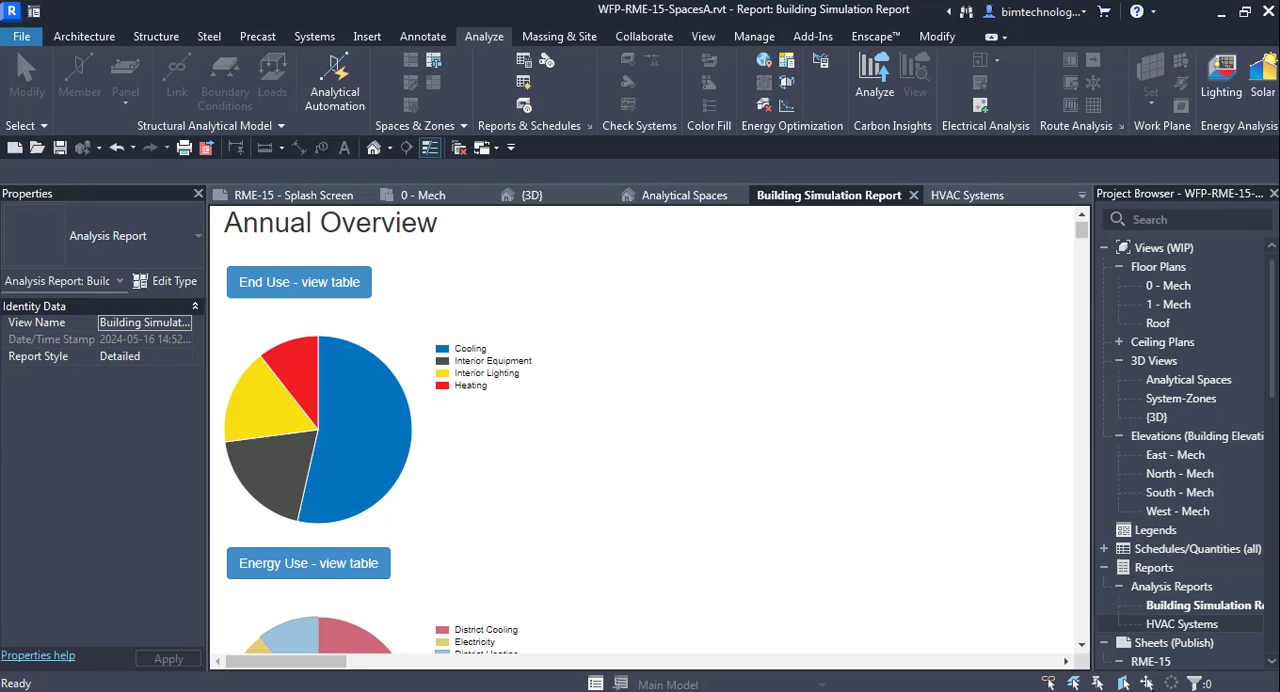 R
WFP-RME-15-SpacesA.rvt - Report: Building Simulation Report
bimtechnolog...
File Architecture Structure Steel Precast Systems Insert Annotate Analyze Massing & Site Collaborate View Manage Add-Ins Enscape™ Modify
Modify Member Panel Link Boundary Conditions Loads Analytical Automation Analyze View Set Lighting Solar
Select Structural Analytical Model Spaces & Zones Reports & Schedules Check Systems Color Fill Energy Optimization Carbon Insights Electrical Analysis Route Analysis Work Plane Energy Analysis
Properties
RME-15 - Splash Screen 0 - Mech {3D} Analytical Spaces Building Simulation Report HVAC Systems
Project Browser - WFP-RME-15-...
Analysis Report
Analysis Report: Builc Edit Type
Identity Data
View Name Building Simulat...
Date/Time Stamp 2024-05-16 14:52...
Report Style Detailed
Properties help Apply
Annual Overview
End Use - view table
Cooling
Interior Equipment
Interior Lighting
Heating
Energy Use - view table
District Cooling
Electricity
District Heating
Search
Views (WIP)
Floor Plans
0 - Mech
1 - Mech
Roof
Ceiling Plans
3D Views
Analytical Spaces
System-Zones
{3D}
Elevations (Building Elevati
East - Mech
North - Mech
South - Mech
West - Mech
Legends
Schedules/Quantities (all)
Reports
Analysis Reports
Building Simulation R
HVAC Systems
Sheets (Publish)
RME-15
Ready
Main Model
:0